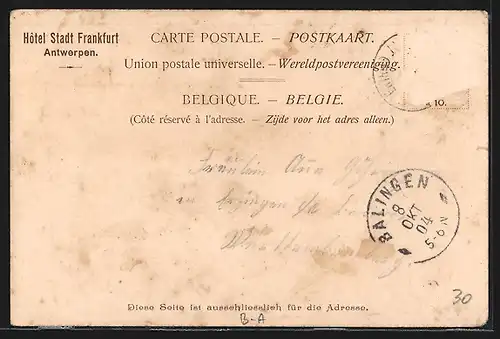 Hôtel Stadt Frankfurt
Antwerpen.
CARTE POSTALE. – POSTKAART.
Union postale universelle. – Wereldpostvereeniging.
10.
BELGIQUE. – BELGIE.
(Côté réservé à l'adresse. – Zijde voor het adres alleen.)
Fräulein
BALINGEN
8
OKT
04
5-6 N
Diese Seite ist ausschliesslich für die Adresse.
B-A
30